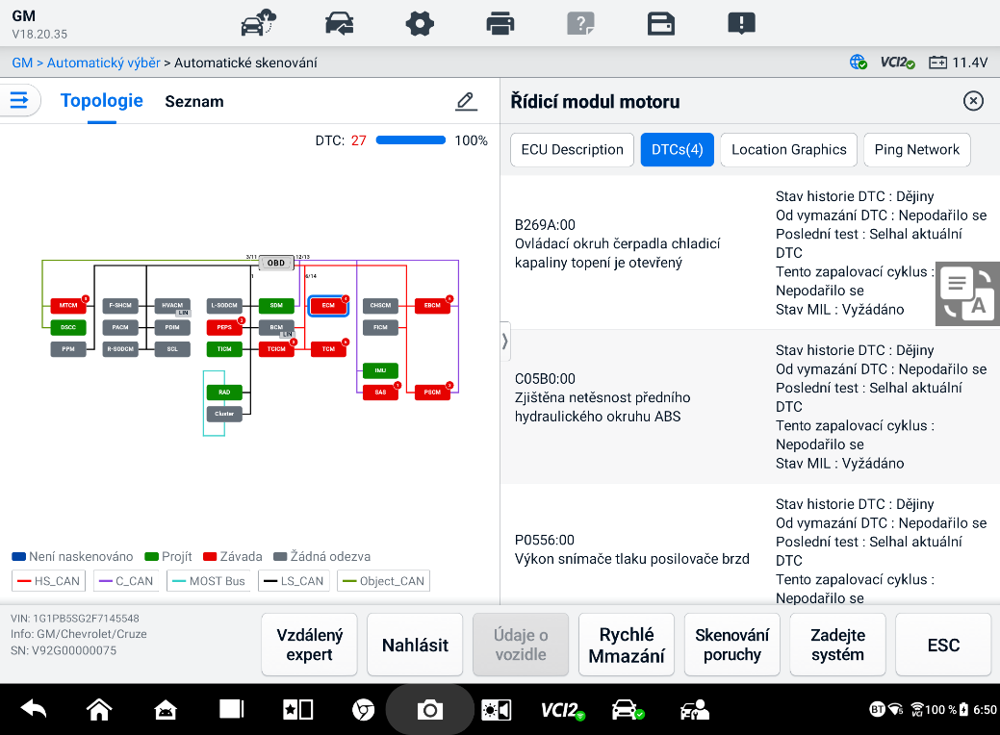 GM
V18.20.35
GM > Automatický výběr > Automatické skenování
VCI2
11.4V
Topologie
Seznam
DTC: 27
100%
Řídicí modul motoru
ECU Description
DTCs(4)
Location Graphics
Ping Network
3/11
OBD
12/13
1
6/14
MTCM
F-SHCM
HVACM
L-SODCM
SDM
ECM
CHSCM
EBCM
LIN
DSCC
PACM
PDIM
PEPS
BCM
FICM
LIN
PPM
R-SODCM
SCL
TICM
TCICM
TCM
IMU
RAD
SAS
PSCM
Cluster
B269A:00
Ovládací okruh čerpadla chladicí
kapaliny topení je otevřený
Stav historie DTC : Dějiny
Od vymazání DTC : Nepodařilo se
Poslední test : Selhal aktuální
DTC
Tento zapalovací cyklus :
Nepodařilo se
Stav MIL : Vyžádáno
A
C05B0:00
Zjištěna netěsnost předního
hydraulického okruhu ABS
Stav historie DTC : Dějiny
Od vymazání DTC : Nepodařilo se
Poslední test : Selhal aktuální
DTC
Tento zapalovací cyklus :
Nepodařilo se
Stav MIL : Vyžádáno
P0556:00
Výkon snímače tlaku posilovače brzd
Stav historie DTC : Dějiny
Od vymazání DTC : Nepodařilo se
Poslední test : Selhal aktuální
DTC
Tento zapalovací cyklus :
Nepodařilo se
Není naskenováno
Projít
Závada
Žádná odezva
HS_CAN
C_CAN
MOST Bus
LS_CAN
Object_CAN
VIN: 1G1PB5SG2F7145548
Info: GM/Chevrolet/Cruze
SN: V92G00000075
Vzdálený
expert
Nahlásit
Údaje o
vozidle
Rychlé
Mmazání
Skenování
poruchy
Zadejte
systém
ESC
VCI2
BT
100 %
6:50